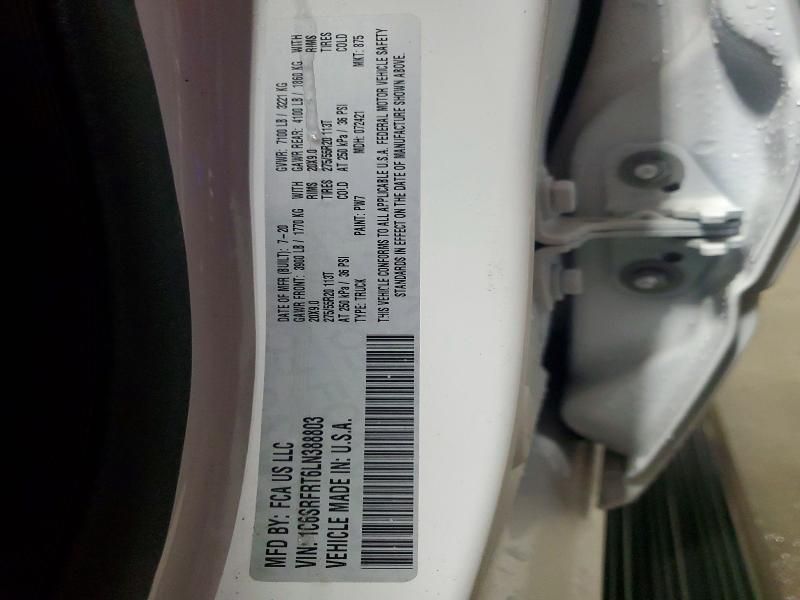 MFD BY: FCA US LLC
VIN: 1C6SRFRT6LN388803
VEHICLE MADE IN: U.S.A.
DATE OF MFR (BUILT): 7-20 GVWR: 7100 LB / 3221 KG
GAWR FRONT: 3900 LB / 1770 KG WITH GAWR REAR: 4100 LB / 1860 KG WITH
20X9.0 RIMS 20X9.0 RIMS
275/55R20 113T TIRES 275/55R20 113T TIRES
AT 250 kPa / 36 PSI COLD AT 250 kPa / 36 PSI COLD
TYPE: TRUCK PAINT: PW7 MDH: 072421 MKT: 875
THIS VEHICLE CONFORMS TO ALL APPLICABLE U.S.A. FEDERAL MOTOR VEHICLE SAFETY
STANDARDS IN EFFECT ON THE DATE OF MANUFACTURE SHOWN ABOVE.